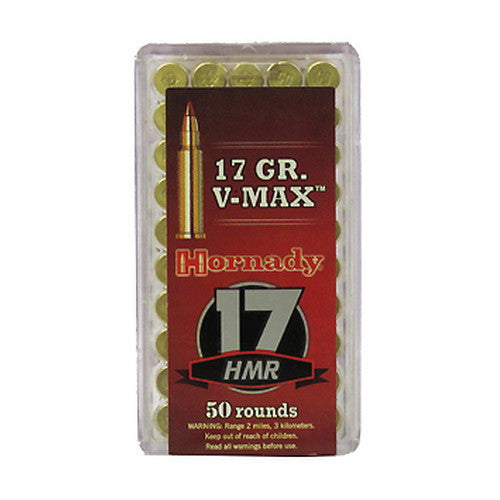 17 GR.
V-MAX™
Hornady
17
HMR
50 rounds
WARNING: Range 2 miles, 3 kilometers.
Keep out of reach of children.
Read all warnings before use.